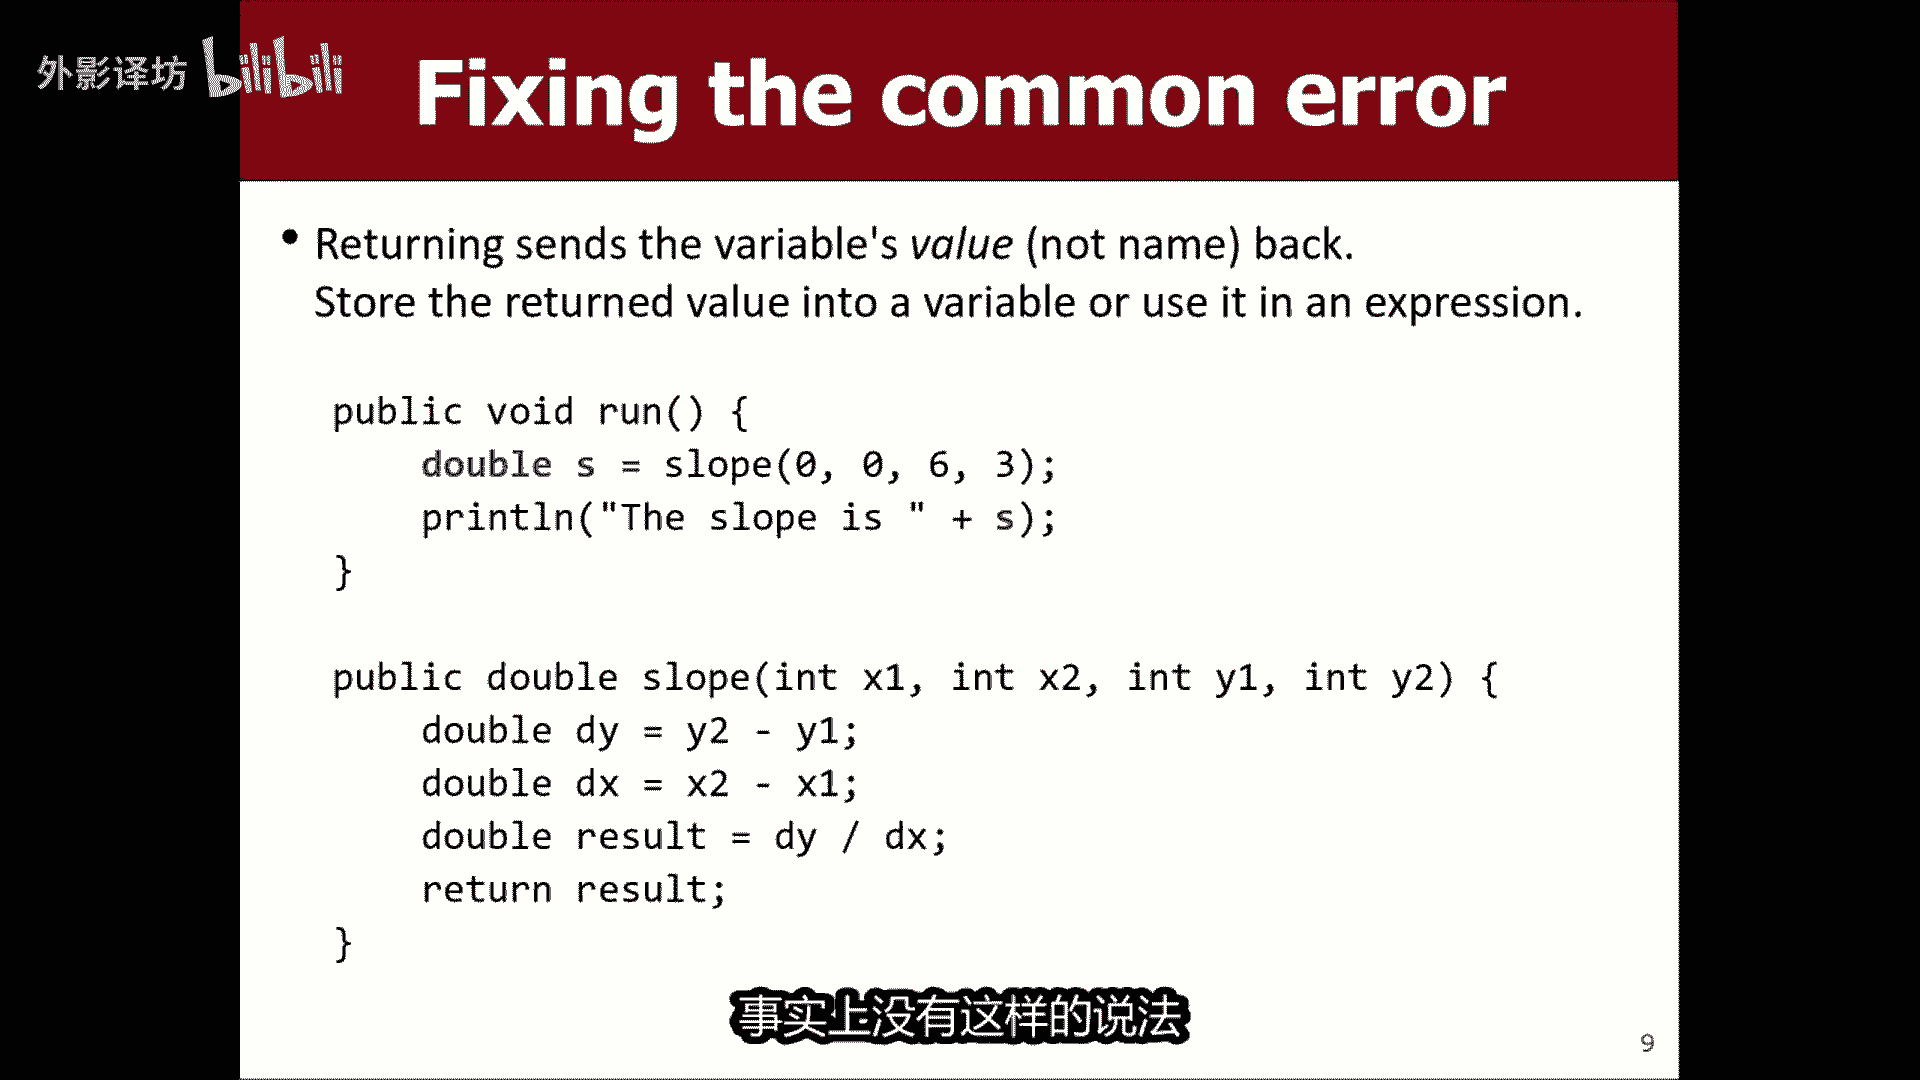 外影译坊 bilibili
Fixing the common error
• Returning sends the variable's value (not name) back.
Store the returned value into a variable or use it in an expression.
public void run() {
    double s = slope(0, 0, 6, 3);
    println("The slope is " + s);
}
public double slope(int x1, int x2, int y1, int y2) {
    double dy = y2 - y1;
    double dx = x2 - x1;
    double result = dy / dx;
    return result;
}
事实上没有这样的说法
9